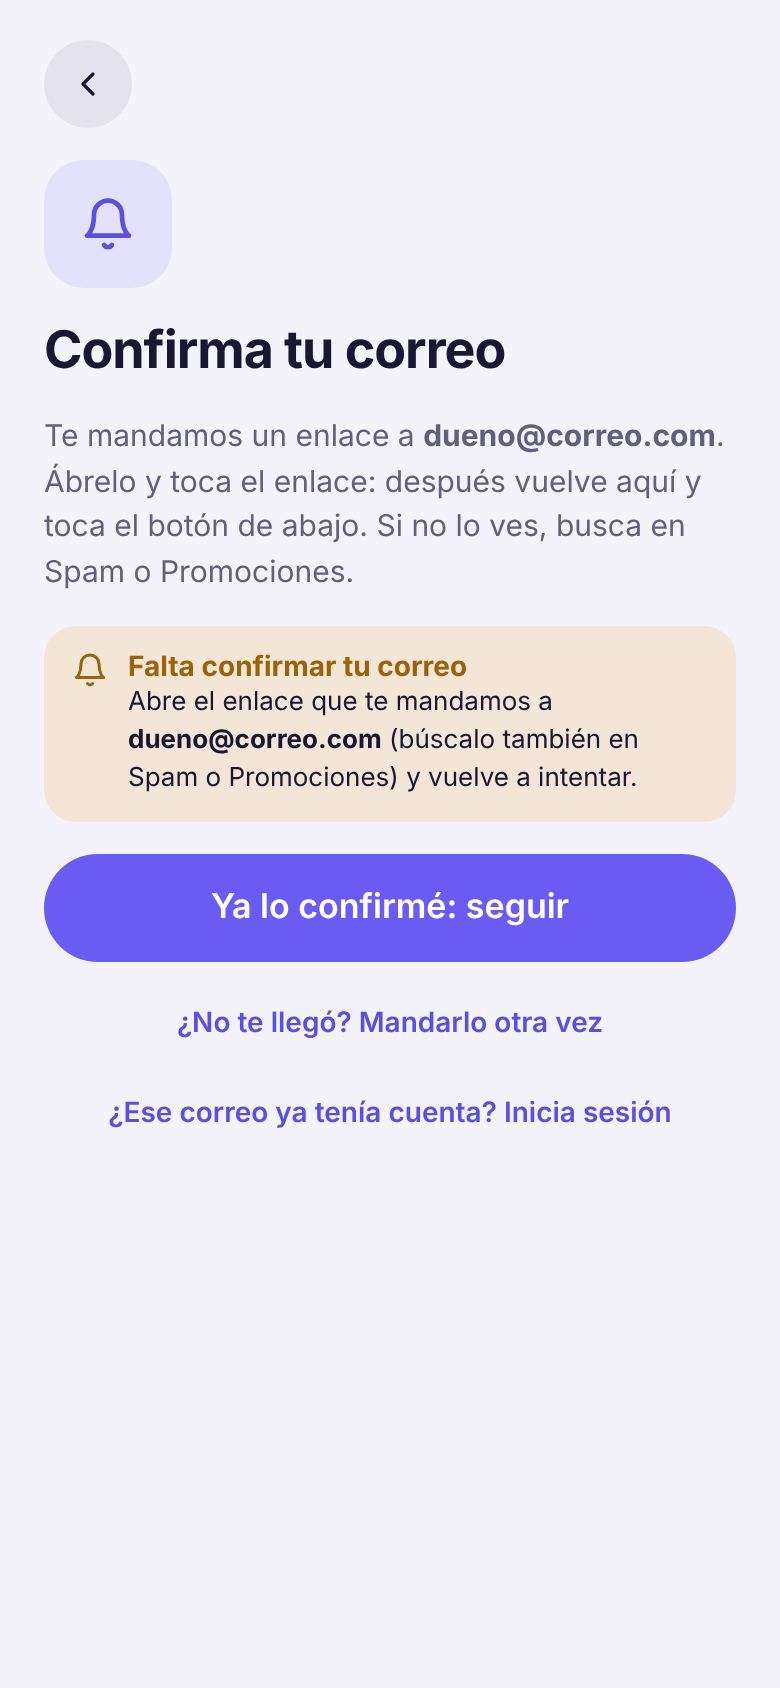 Confirma tu correo
Te mandamos un enlace a dueno@correo.com.
Ábrelo y toca el enlace: después vuelve aquí y
toca el botón de abajo. Si no lo ves, busca en
Spam o Promociones.
Falta confirmar tu correo
Abre el enlace que te mandamos a
dueno@correo.com (búscalo también en
Spam o Promociones) y vuelve a intentar.
Ya lo confirmé: seguir
¿No te llegó? Mandarlo otra vez
¿Ese correo ya tenía cuenta? Inicia sesión